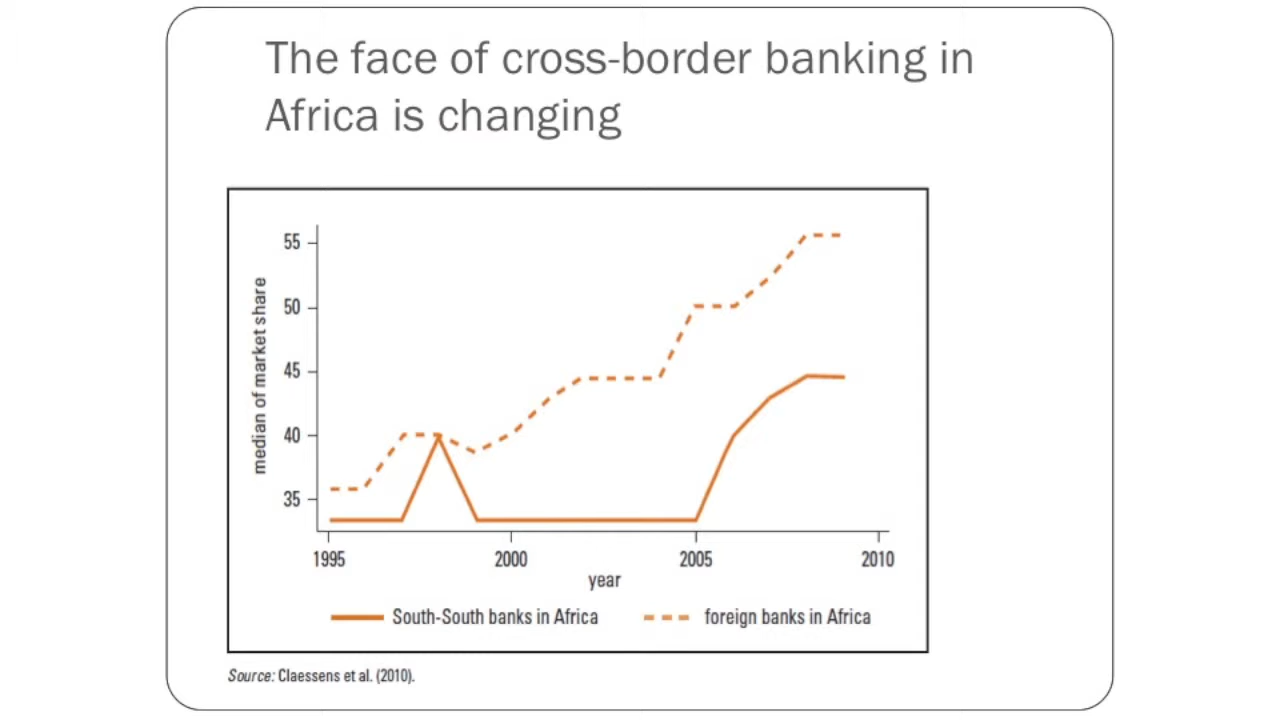 The face of cross-border banking in
Africa is changing
median of market share
55
50
45
40
35
1995 2000 2005 2010
year
South-South banks in Africa foreign banks in Africa
Source: Claessens et al. (2010).